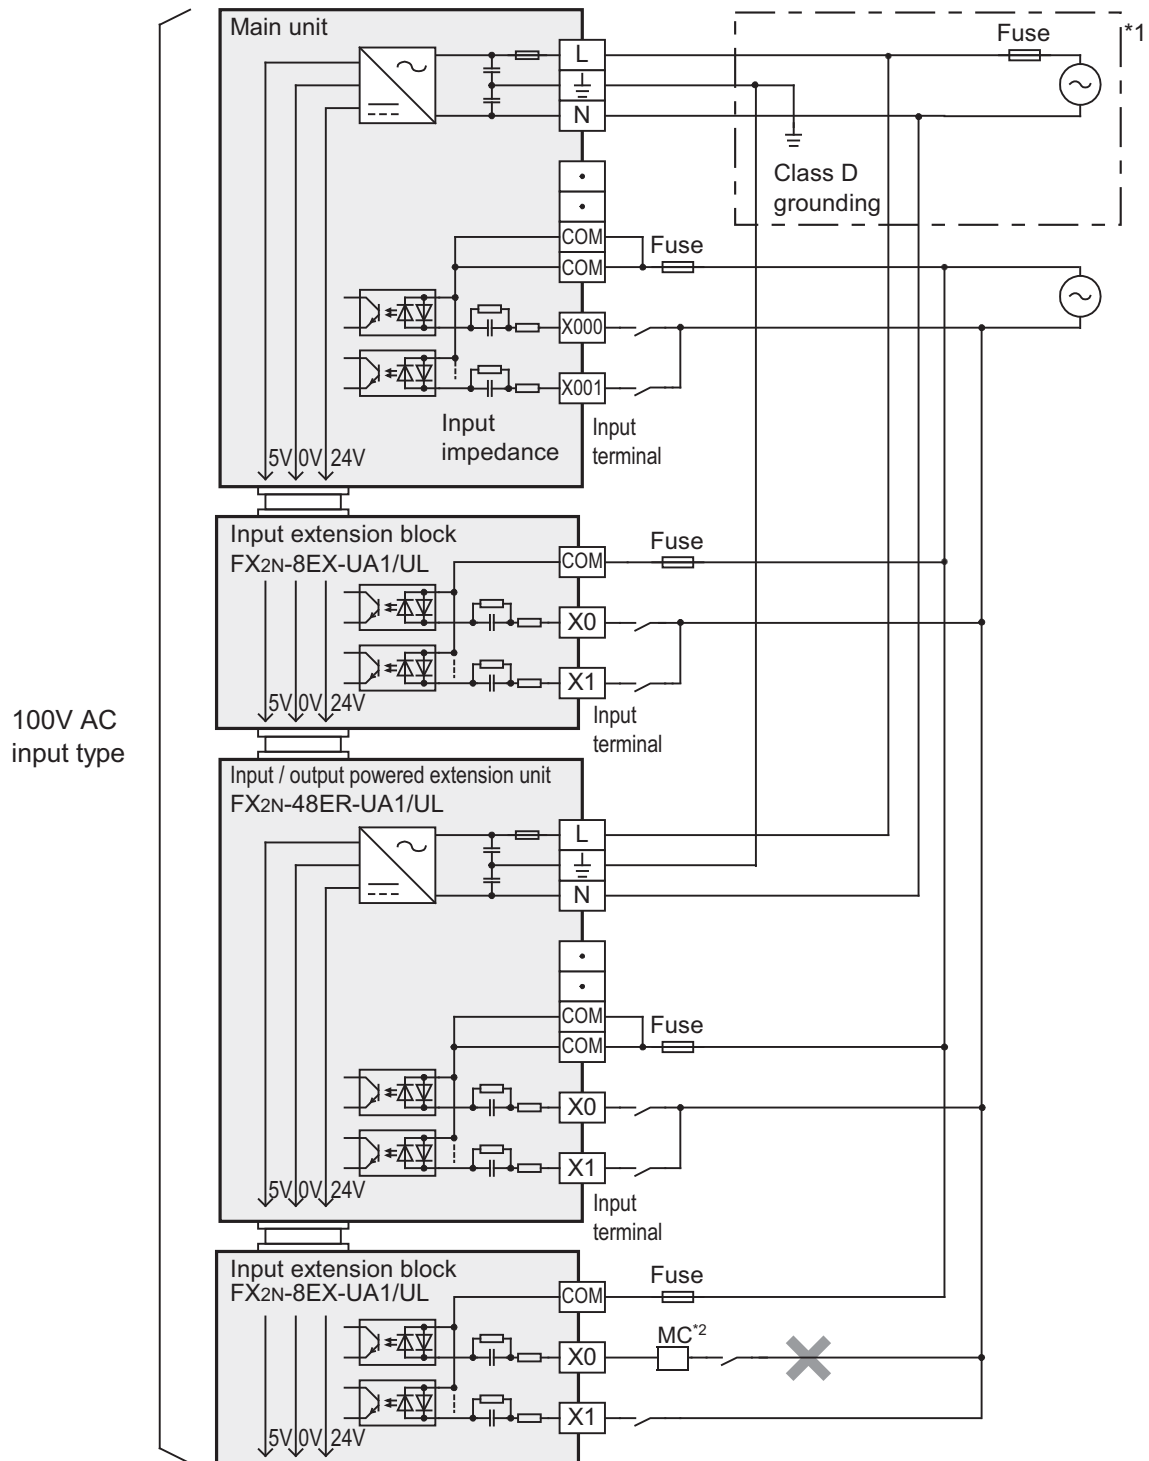 Main unit
L
N
Fuse
*1
Class D
grounding
COM
COM
Fuse
X000
X001
Input
impedance
Input
terminal
5V 0V 24V
Input extension block
FX2N-8EX-UA1/UL
COM
Fuse
X0
X1
5V 0V 24V
Input
terminal
100V AC
input type
Input / output powered extension unit
FX2N-48ER-UA1/UL
L
N
COM
COM
Fuse
X0
X1
5V 0V 24V
Input
terminal
Input extension block
FX2N-8EX-UA1/UL
COM
Fuse
MC*2
X0
X1
5V 0V 24V